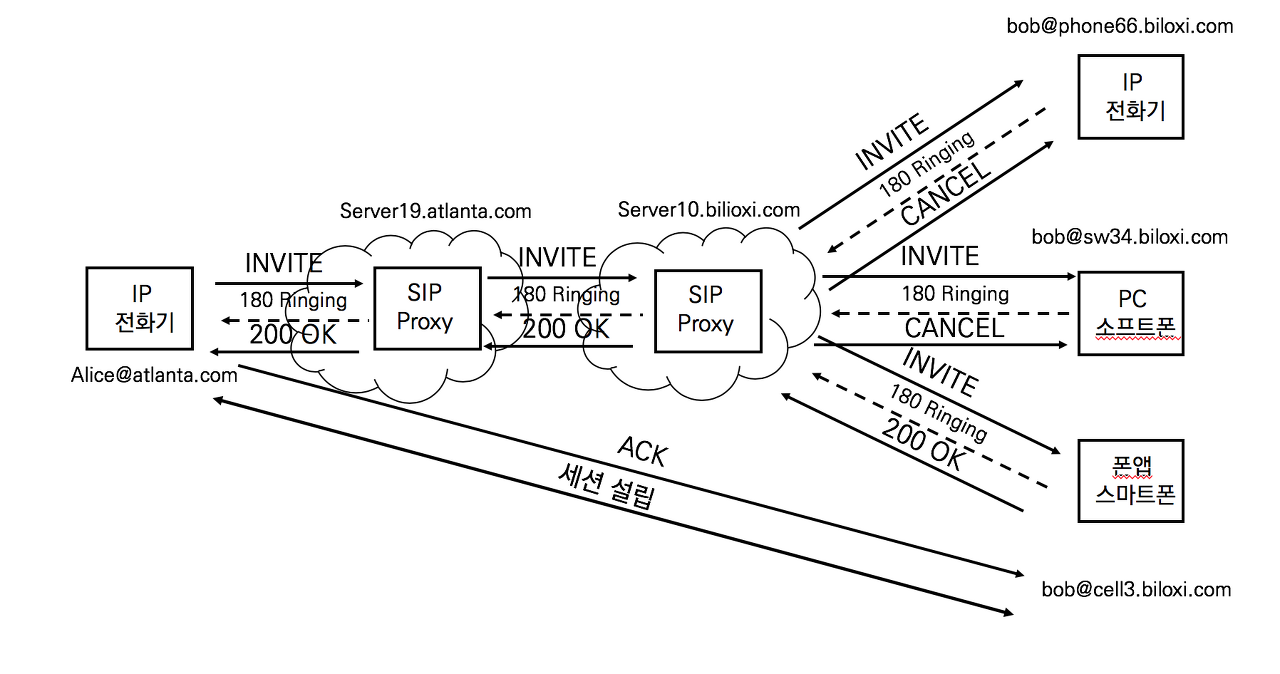 bob@phone66.biloxi.com
IP
전화기
INVITE
180 Ringing
CANCEL
Server19.atlanta.com
Server10.bilioxi.com
bob@sw34.biloxi.com
INVITE
180 Ringing
200 OK
IP
전화기
Alice@atlanta.com
SIP
Proxy
INVITE
180 Ringing
200 OK
SIP
Proxy
INVITE
180 Ringing
CANCEL
PC
소프트폰
INVITE
180 Ringing
200 OK
폰앱
스마트폰
ACK
세션 설립
bob@cell3.biloxi.com